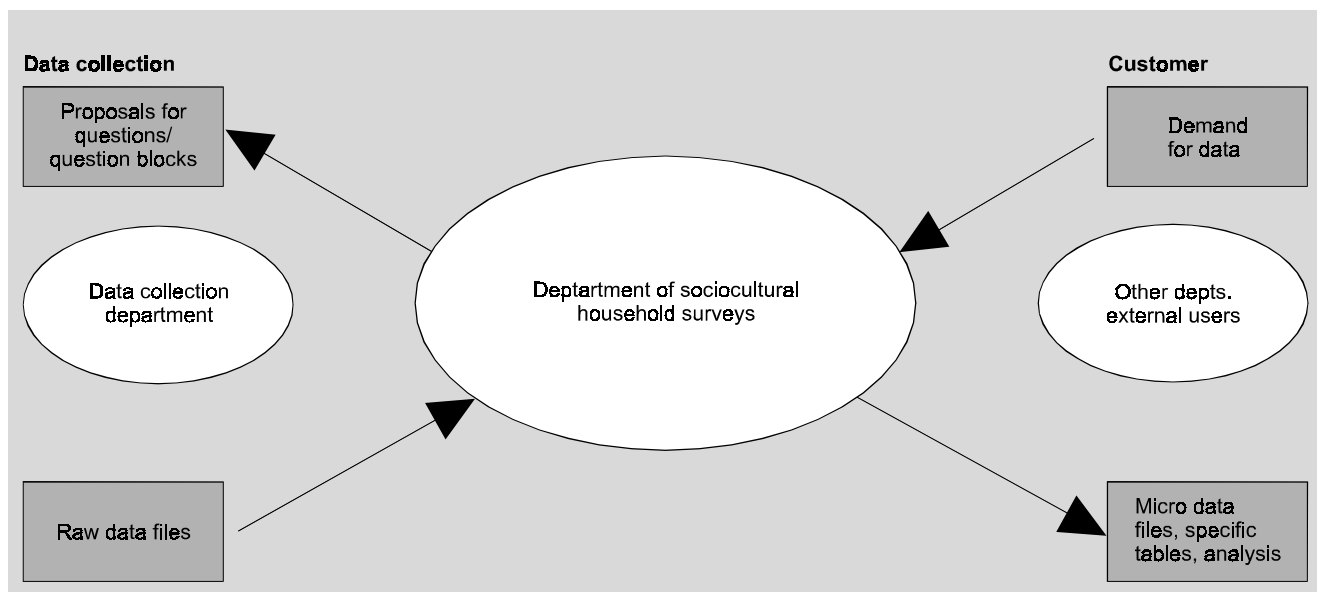 Data collection
Proposals for
questions/
question blocks
Data collection
department
Raw data files
Deptartment of sociocultural
household surveys
Customer
Demand
for data
Other depts.
external users
Micro data
files, specific
tables, analysis